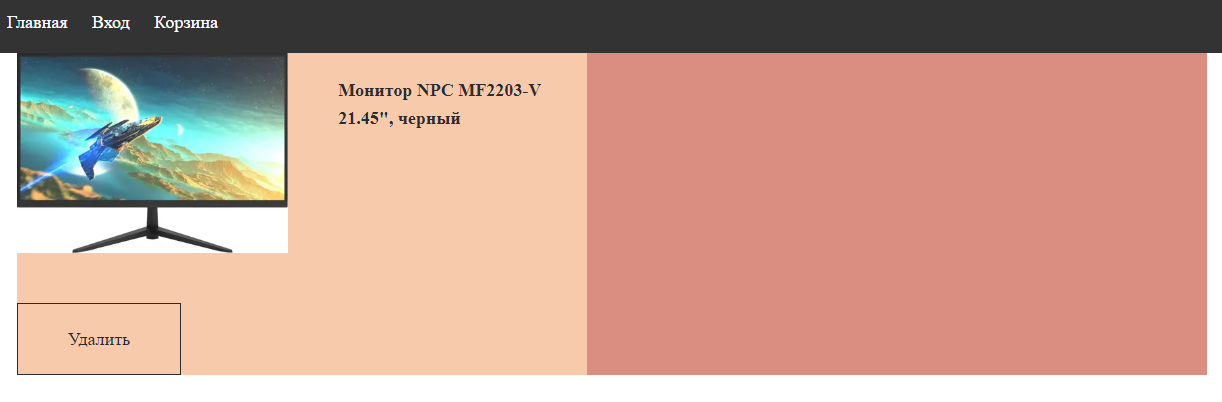 Главная Вход Корзина
Монитор NPC MF2203-V
21.45", черный
Удалить